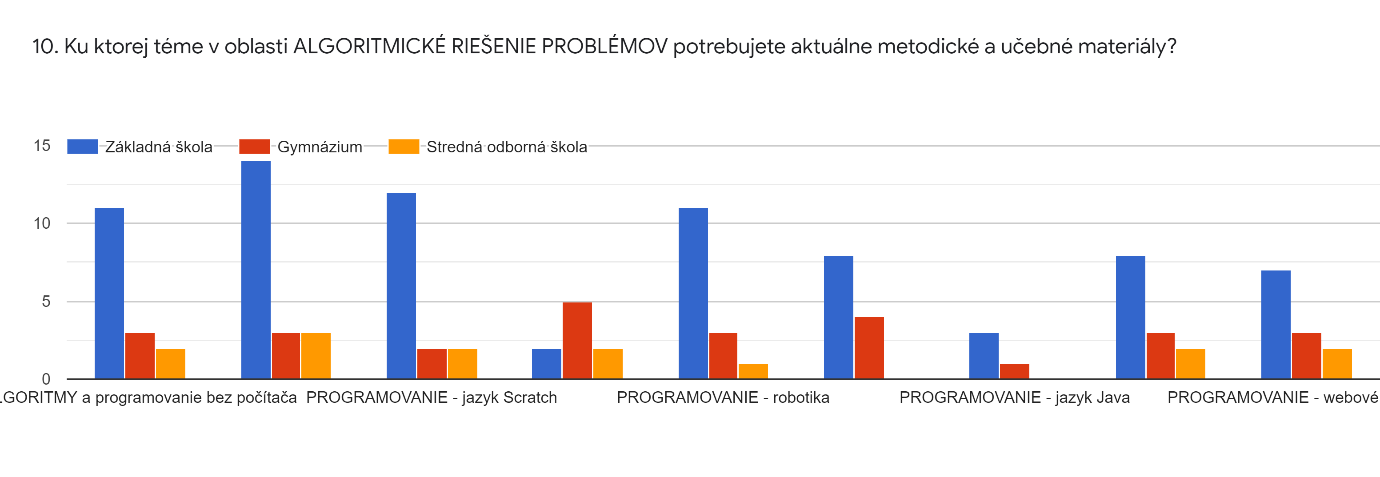 10. Ku ktorej téme v oblasti ALGORITMICKÉ RIEŠENIE PROBLÉMOV potrebujete aktuálne metodické a učebné materiály?
15
Základná škola
Gymnázium
Stredná odborná škola
10
5
0
LGORITMY a programovanie bez počítača
PROGRAMOVANIE - jazyk Scratch
PROGRAMOVANIE - robotika
PROGRAMOVANIE - jazyk Java
PROGRAMOVANIE - webové